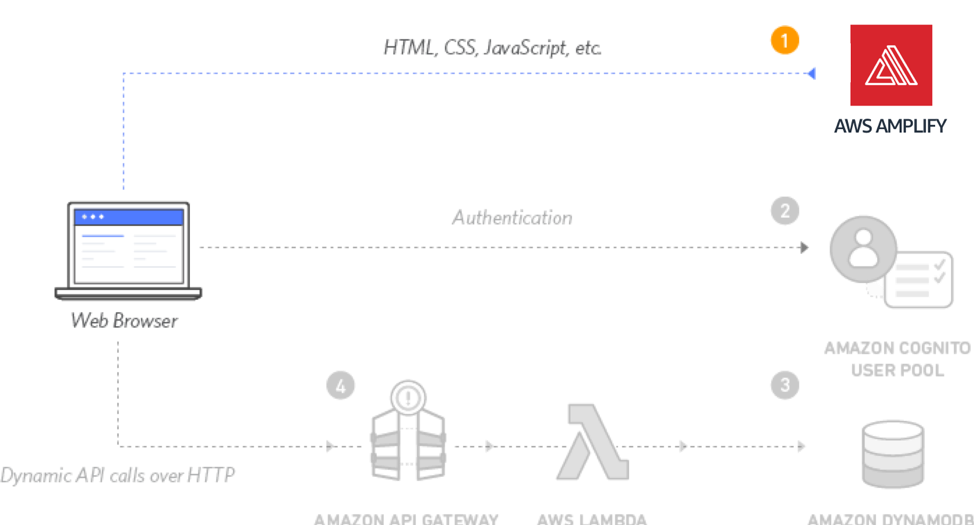 HTML, CSS, JavaScript, etc.
1
AWS AMPLIFY
Authentication
2
Web Browser
AMAZON COGNITO
USER POOL
4
3
Dynamic API calls over HTTP
AMAZON API GATEWAY
AWS LAMBDA
AMAZON DYNAMODB